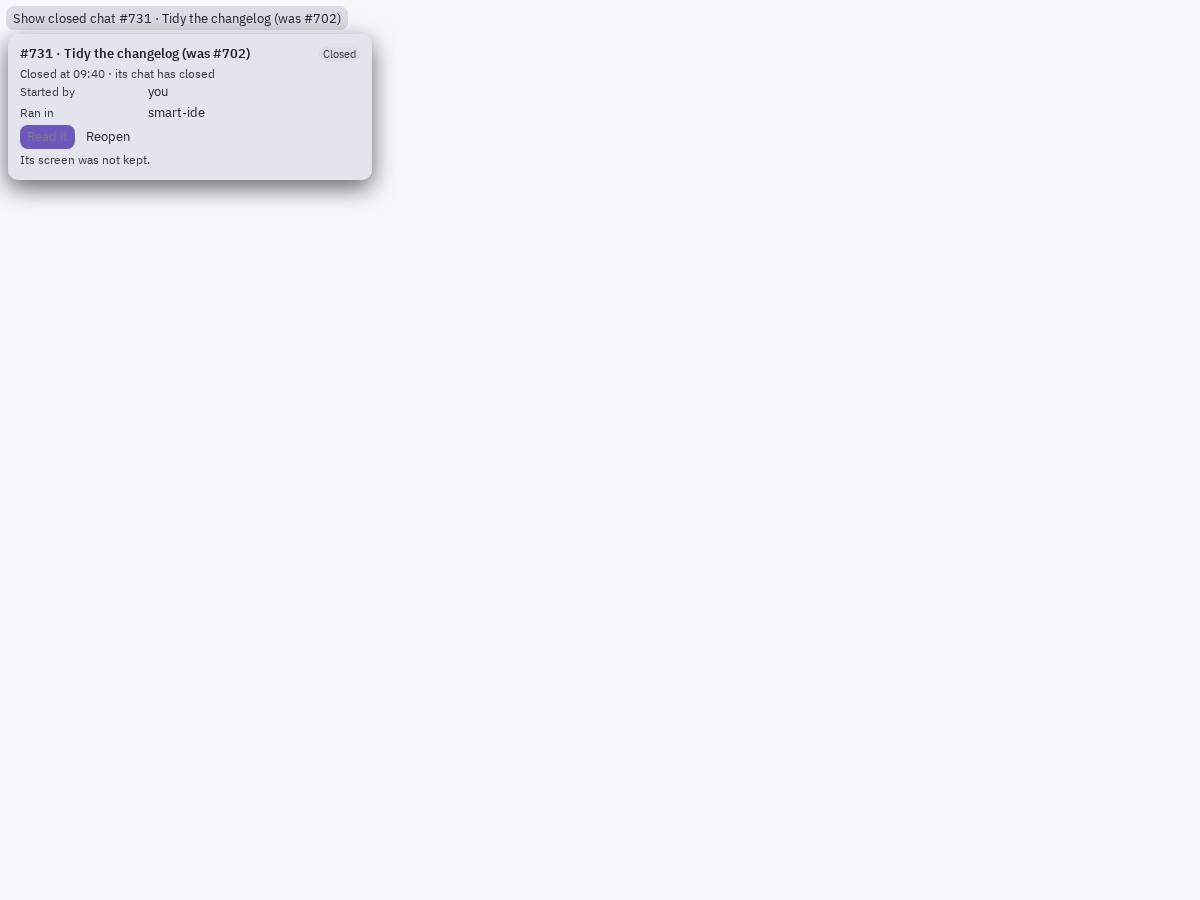 Show closed chat #731 · Tidy the changelog (was #702)
#731 · Tidy the changelog (was #702) Closed
Closed at 09:40 · its chat has closed
Started by you
Ran in smart-ide
Read it Reopen
Its screen was not kept.